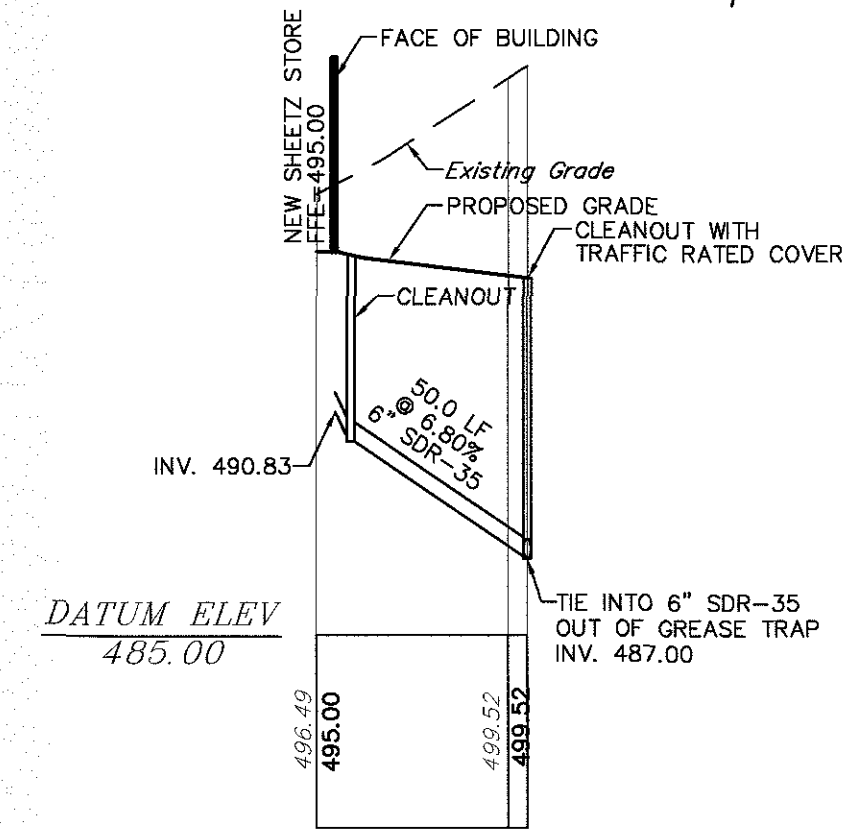 FACE OF BUILDING
NEW SHEETZ STORE
FFE=495.00
Existing Grade
PROPOSED GRADE
CLEANOUT WITH
TRAFFIC RATED COVER
CLEANOUT
50.0 LF
@ 6.80%
6" SDR-35
INV. 490.83
TIE INTO 6" SDR-35
OUT OF GREASE TRAP
INV. 487.00
DATUM ELEV
485.00
496.49
495.00
499.52
499.52